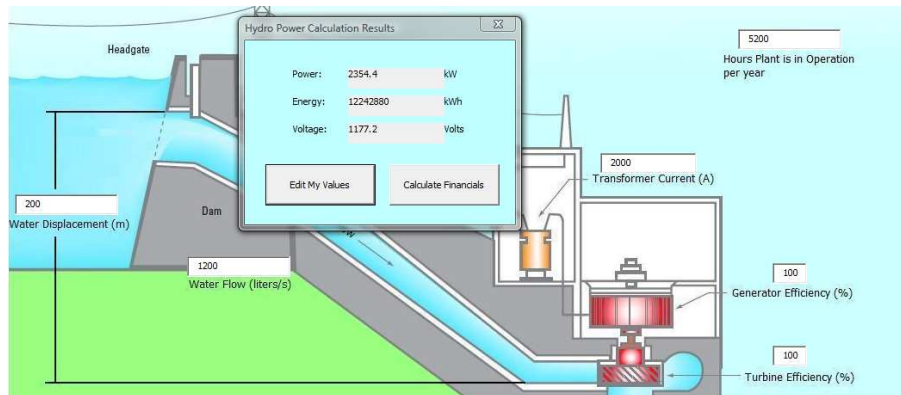 Hydro Power Calculation Results
Power: 2354.4 kW
Energy: 12242880 kWh
Voltage: 1177.2 Volts
Edit My Values Calculate Financials
Headgate
5200
Hours Plant is in Operation
per year
2000
Transformer Current (A)
200
Water Displacement (m)
Dam
1200
Water Flow (liters/s)
100
Generator Efficiency (%)
100
Turbine Efficiency (%)